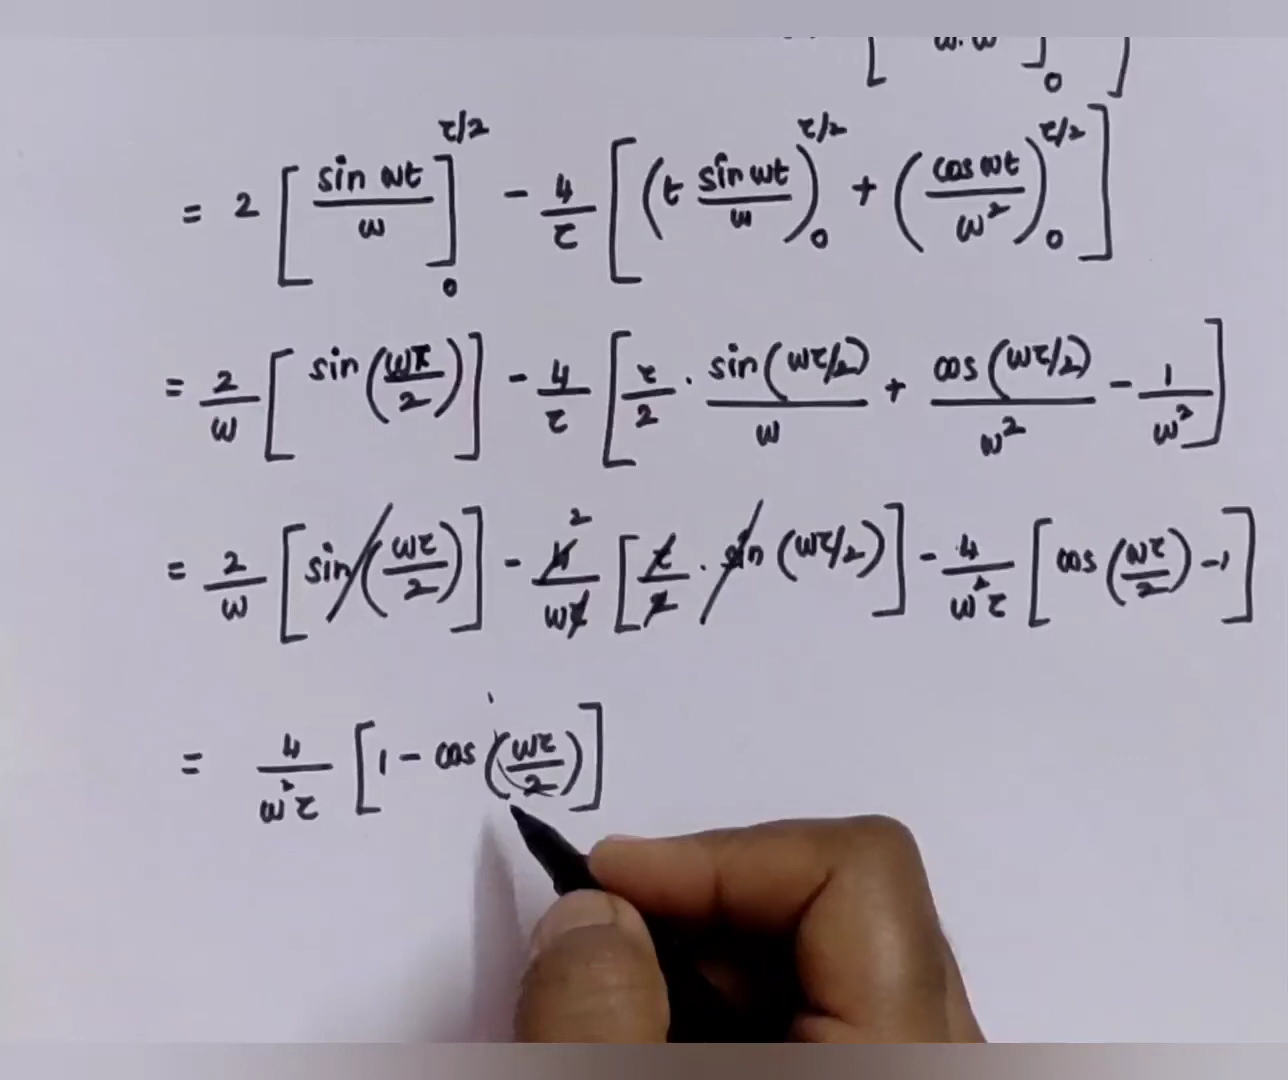 ω.ω ]₀ ]
= 2 [ sin ωt / ω ]₀^τ/2 - 4/τ [ (t sin ωt / ω)₀^τ/2 + (cos ωt / ω²)₀^τ/2 ]
= 2/ω [ sin (ωτ/2) ] - 4/τ [ τ/2 . sin (ωτ/2) / ω + cos (ωτ/2) / ω² - 1/ω² ]
= 2/ω [ sin (ωτ/2) ] - 4²/ωτ [ τ/2 . sin (ωτ/2) ] - 4/ω²τ [ cos (ωτ/2) - 1 ]
= 4/ω²τ [ 1 - cos (ωτ/2) ]